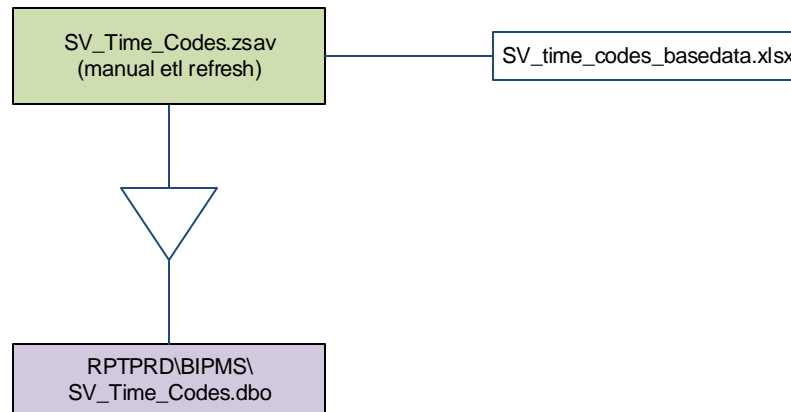 SV_Time_Codes.zsav
(manual etl refresh)
SV_time_codes_basedata.xlsx
RPTPRD\BIPMS\
SV_Time_Codes.dbo